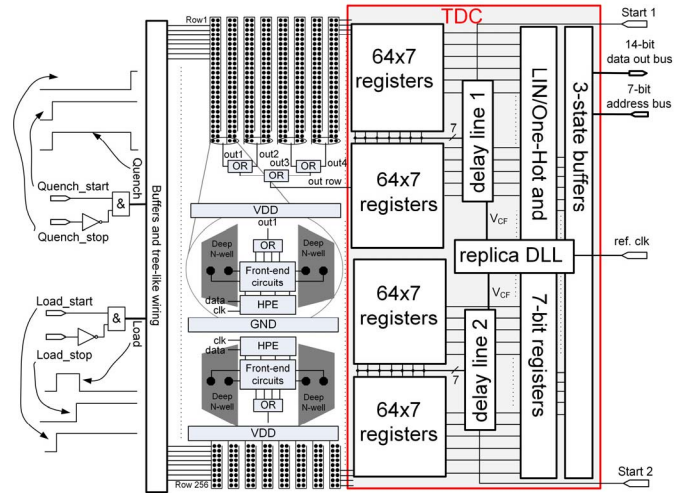 Row1
TDC
Start 1
14-bit
data out bus
7-bit
address bus
64x7
registers
7
64x7
registers
delay line 1
LIN/One-Hot and
7-bit registers
3-state buffers
out1
out2
out3
out4
OR
OR
OR
out row
Quench
Quench_start
&
Quench_stop
Buffers and tree-like wiring
VDD
out1
OR
Deep
N-well
Deep
N-well
Front-end
circuits
data
clk
HPE
GND
VCF
replica DLL
ref. clk
VCF
Load_start
&
Load_stop
Load
clk
data
HPE
Front-end
circuits
Deep
N-well
Deep
N-well
OR
VDD
Row 256
64x7
registers
7
64x7
registers
delay line 2
Start 2